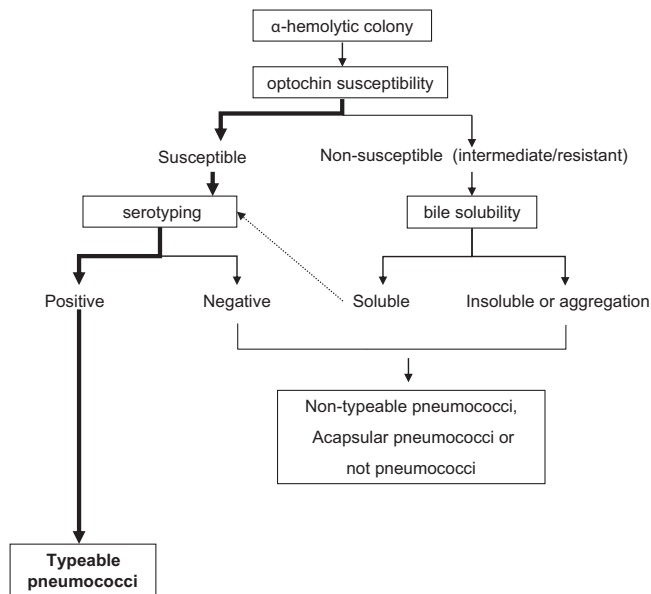 α-hemolytic colony
optochin susceptibility
Susceptible
Non-susceptible (intermediate/resistant)
serotyping
bile solubility
Positive
Negative
Soluble
Insoluble or aggregation
Non-typeable pneumococci,
Acapsular pneumococci or
not pneumococci
Typeable
pneumococci